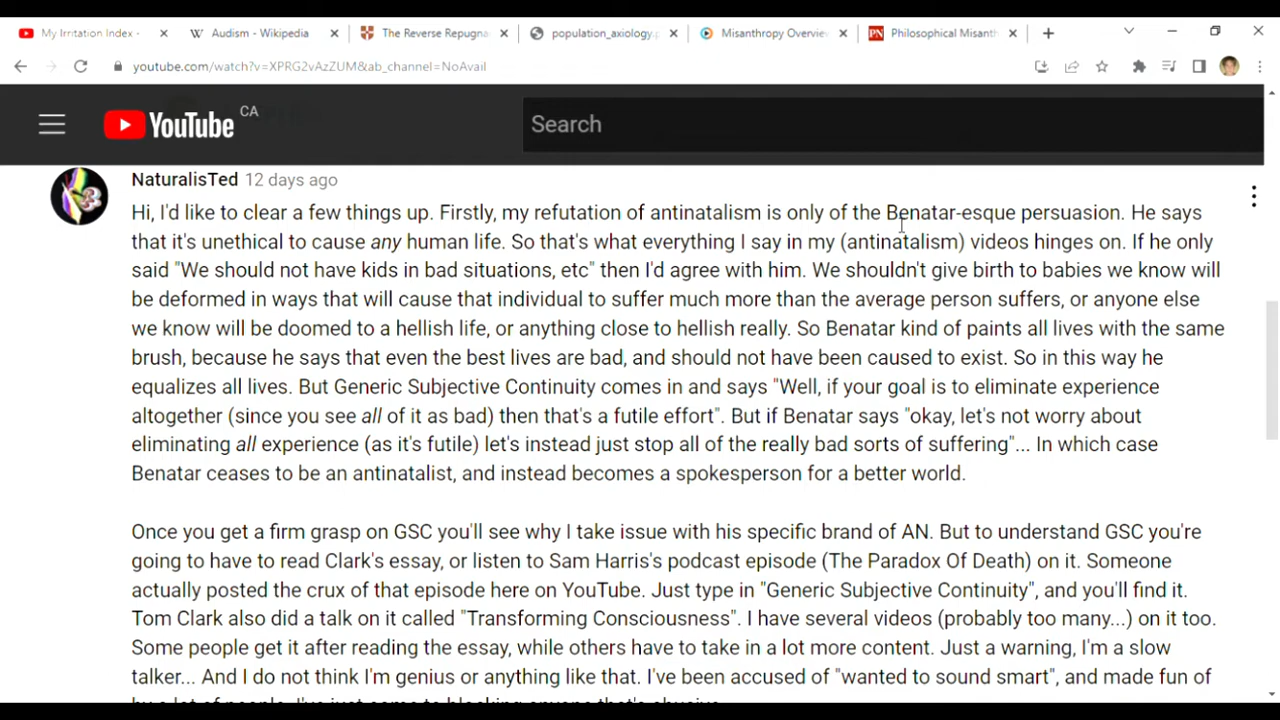 My Irritation Index -
Audism - Wikipedia
The Reverse Repugna
population_axiology.p
Misanthropy Overvie
PN
Philosophical Misanth
youtube.com/watch?v=XPRG2vAzZUM&ab_channel=NoAvail
YouTube CA
Search
NaturalisTed 12 days ago
Hi, I'd like to clear a few things up. Firstly, my refutation of antinatalism is only of the Benatar-esque persuasion. He says
that it's unethical to cause any human life. So that's what everything I say in my (antinatalism) videos hinges on. If he only
said "We should not have kids in bad situations, etc" then I'd agree with him. We shouldn't give birth to babies we know will
be deformed in ways that will cause that individual to suffer much more than the average person suffers, or anyone else
we know will be doomed to a hellish life, or anything close to hellish really. So Benatar kind of paints all lives with the same
brush, because he says that even the best lives are bad, and should not have been caused to exist. So in this way he
equalizes all lives. But Generic Subjective Continuity comes in and says "Well, if your goal is to eliminate experience
altogether (since you see all of it as bad) then that's a futile effort". But if Benatar says "okay, let's not worry about
eliminating all experience (as it's futile) let's instead just stop all of the really bad sorts of suffering"... In which case
Benatar ceases to be an antinatalist, and instead becomes a spokesperson for a better world.
Once you get a firm grasp on GSC you'll see why I take issue with his specific brand of AN. But to understand GSC you're
going to have to read Clark's essay, or listen to Sam Harris's podcast episode (The Paradox Of Death) on it. Someone
actually posted the crux of that episode here on YouTube. Just type in "Generic Subjective Continuity", and you'll find it.
Tom Clark also did a talk on it called "Transforming Consciousness". I have several videos (probably too many...) on it too.
Some people get it after reading the essay, while others have to take in a lot more content. Just a warning, I'm a slow
talker... And I do not think I'm genius or anything like that. I've been accused of "wanted to sound smart", and made fun of
by a lot of people. I've just come to blocking anyone that's abusive.